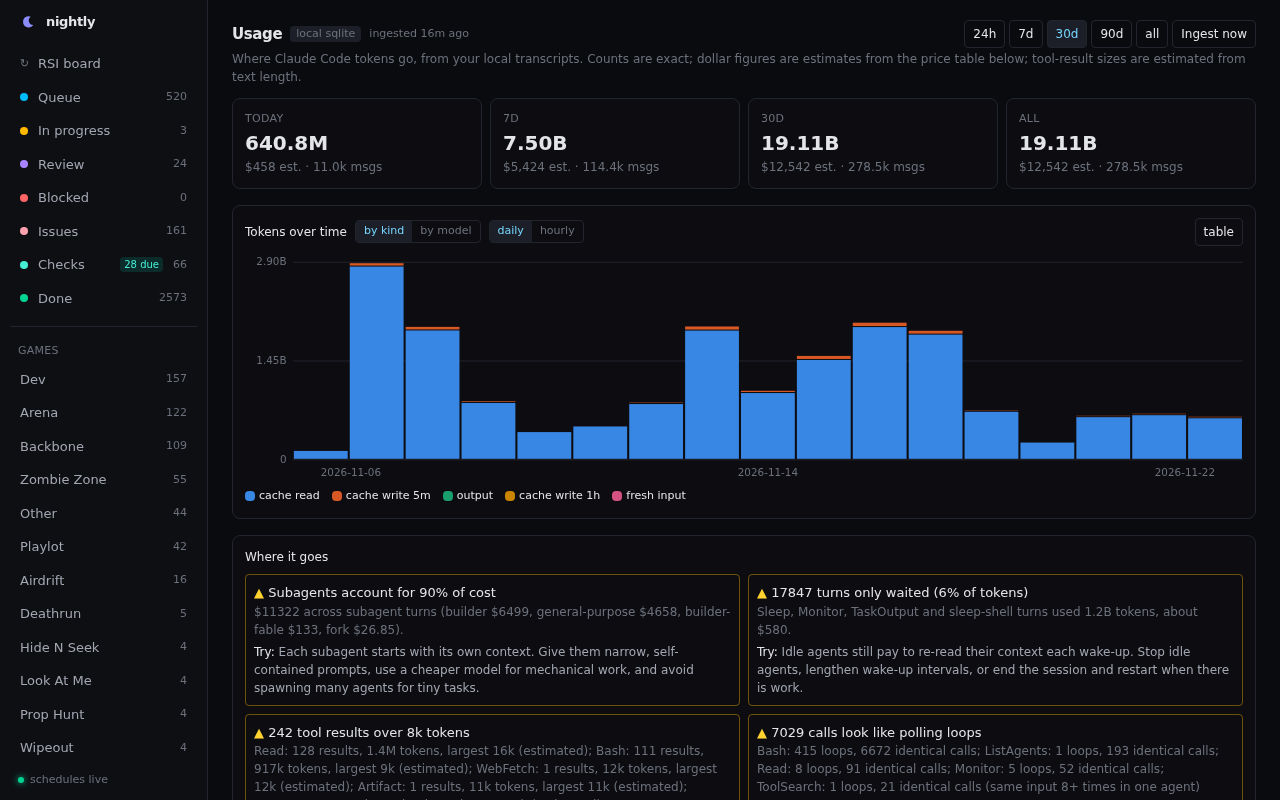 nightly
RSI board
Queue 520
In progress 3
Review 24
Blocked 0
Issues 161
Checks 28 due 66
Done 2573
GAMES
Dev 157
Arena 122
Backbone 109
Zombie Zone 55
Other 44
Playlot 42
Airdrift 16
Deathrun 5
Hide N Seek 4
Look At Me 4
Prop Hunt 4
Wipeout 4
schedules live
Usage local sqlite ingested 16m ago
24h 7d 30d 90d all Ingest now
Where Claude Code tokens go, from your local transcripts. Counts are exact; dollar figures are estimates from the price table below; tool-result sizes are estimated from
text length.
TODAY
640.8M
$458 est. · 11.0k msgs
7D
7.50B
$5,424 est. · 114.4k msgs
30D
19.11B
$12,542 est. · 278.5k msgs
ALL
19.11B
$12,542 est. · 278.5k msgs
Tokens over time by kind by model daily hourly table
2.90B
1.45B
0
2026-11-06 2026-11-14 2026-11-22
cache read cache write 5m output cache write 1h fresh input
Where it goes
Subagents account for 90% of cost
$11322 across subagent turns (builder $6499, general-purpose $4658, builder-
fable $133, fork $26.85).
Try: Each subagent starts with its own context. Give them narrow, self-
contained prompts, use a cheaper model for mechanical work, and avoid
spawning many agents for tiny tasks.
17847 turns only waited (6% of tokens)
Sleep, Monitor, TaskOutput and sleep-shell turns used 1.2B tokens, about
$580.
Try: Idle agents still pay to re-read their context each wake-up. Stop idle
agents, lengthen wake-up intervals, or end the session and restart when there
is work.
242 tool results over 8k tokens
Read: 128 results, 1.4M tokens, largest 16k (estimated); Bash: 111 results,
917k tokens, largest 9k (estimated); WebFetch: 1 results, 12k tokens, largest
12k (estimated); Artifact: 1 results, 11k tokens, largest 11k (estimated);
7029 calls look like polling loops
Bash: 415 loops, 6672 identical calls; ListAgents: 1 loops, 193 identical calls;
Read: 8 loops, 91 identical calls; Monitor: 5 loops, 52 identical calls;
ToolSearch: 1 loops, 21 identical calls (same input 8+ times in one agent)